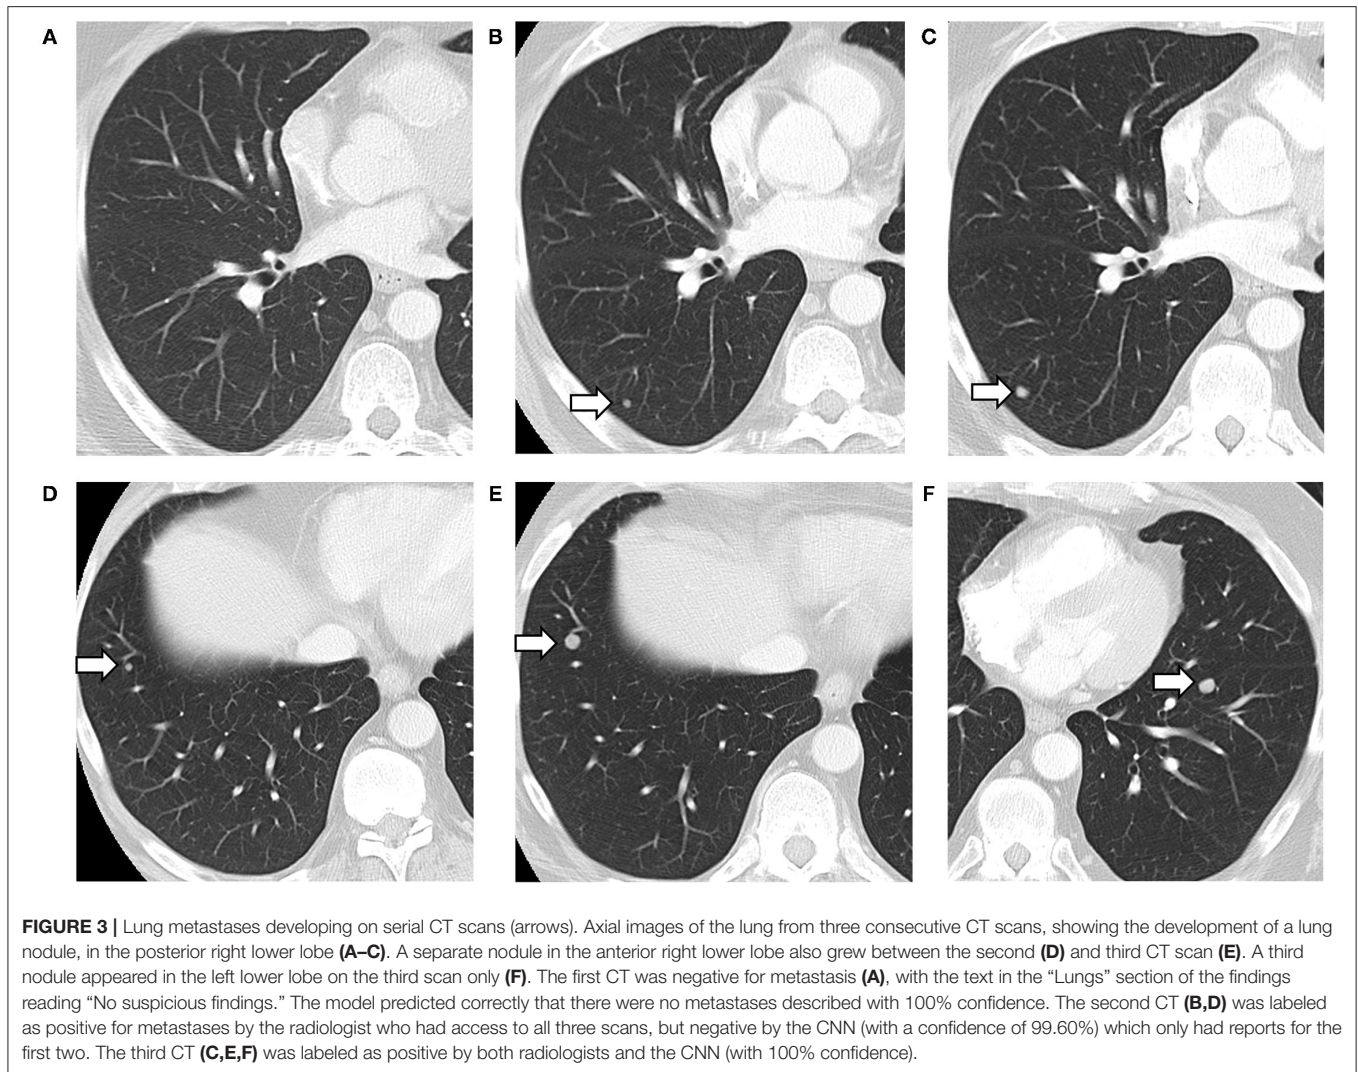 A
B
C
D
E
F
FIGURE 3 | Lung metastases developing on serial CT scans (arrows). Axial images of the lung from three consecutive CT scans, showing the development of a lung
nodule, in the posterior right lower lobe (A–C). A separate nodule in the anterior right lower lobe also grew between the second (D) and third CT scan (E). A third
nodule appeared in the left lower lobe on the third scan only (F). The first CT was negative for metastasis (A), with the text in the “Lungs” section of the findings
reading “No suspicious findings.” The model predicted correctly that there were no metastases described with 100% confidence. The second CT (B,D) was labeled
as positive for metastases by the radiologist who had access to all three scans, but negative by the CNN (with a confidence of 99.60%) which only had reports for the
first two. The third CT (C,E,F) was labeled as positive by both radiologists and the CNN (with 100% confidence).